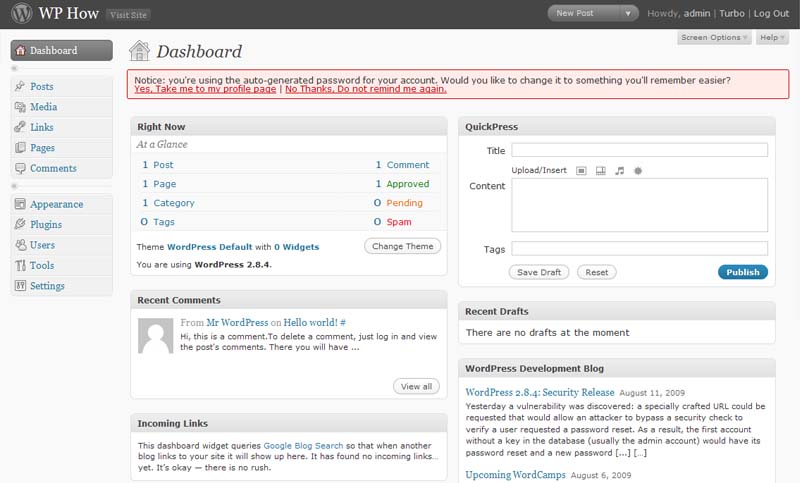 WP How Visit Site
New Post Howdy, admin | Turbo | Log Out
Screen Options Help
Dashboard
Posts
Media
Links
Pages
Comments
Appearance
Plugins
Users
Tools
Settings
Dashboard
Notice: you're using the auto-generated password for your account. Would you like to change it to something you'll remember easier?
Yes, Take me to my profile page | No Thanks, Do not remind me again.
Right Now
At a Glance
1 Post 1 Comment
1 Page 1 Approved
1 Category 0 Pending
0 Tags 0 Spam
Theme WordPress Default with 0 Widgets Change Theme
You are using WordPress 2.8.4.
Recent Comments
From Mr WordPress on Hello world! #
Hi, this is a comment.To delete a comment, just log in and view
the post's comments. There you will have ...
View all
Incoming Links
This dashboard widget queries Google Blog Search so that when another
blog links to your site it will show up here. It has found no incoming links…
yet. It's okay — there is no rush.
QuickPress
Title
Upload/Insert
Content
Tags
Save Draft Reset Publish
Recent Drafts
There are no drafts at the moment
WordPress Development Blog
WordPress 2.8.4: Security Release August 11, 2009
Yesterday a vulnerability was discovered: a specially crafted URL could be
requested that would allow an attacker to bypass a security check to
verify a user requested a password reset. As a result, the first account
without a key in the database (usually the admin account) would have its
password reset and a new password [...] […]
Upcoming WordCamps August 6, 2009